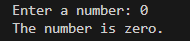 Enter a number: 0
The number is zero.